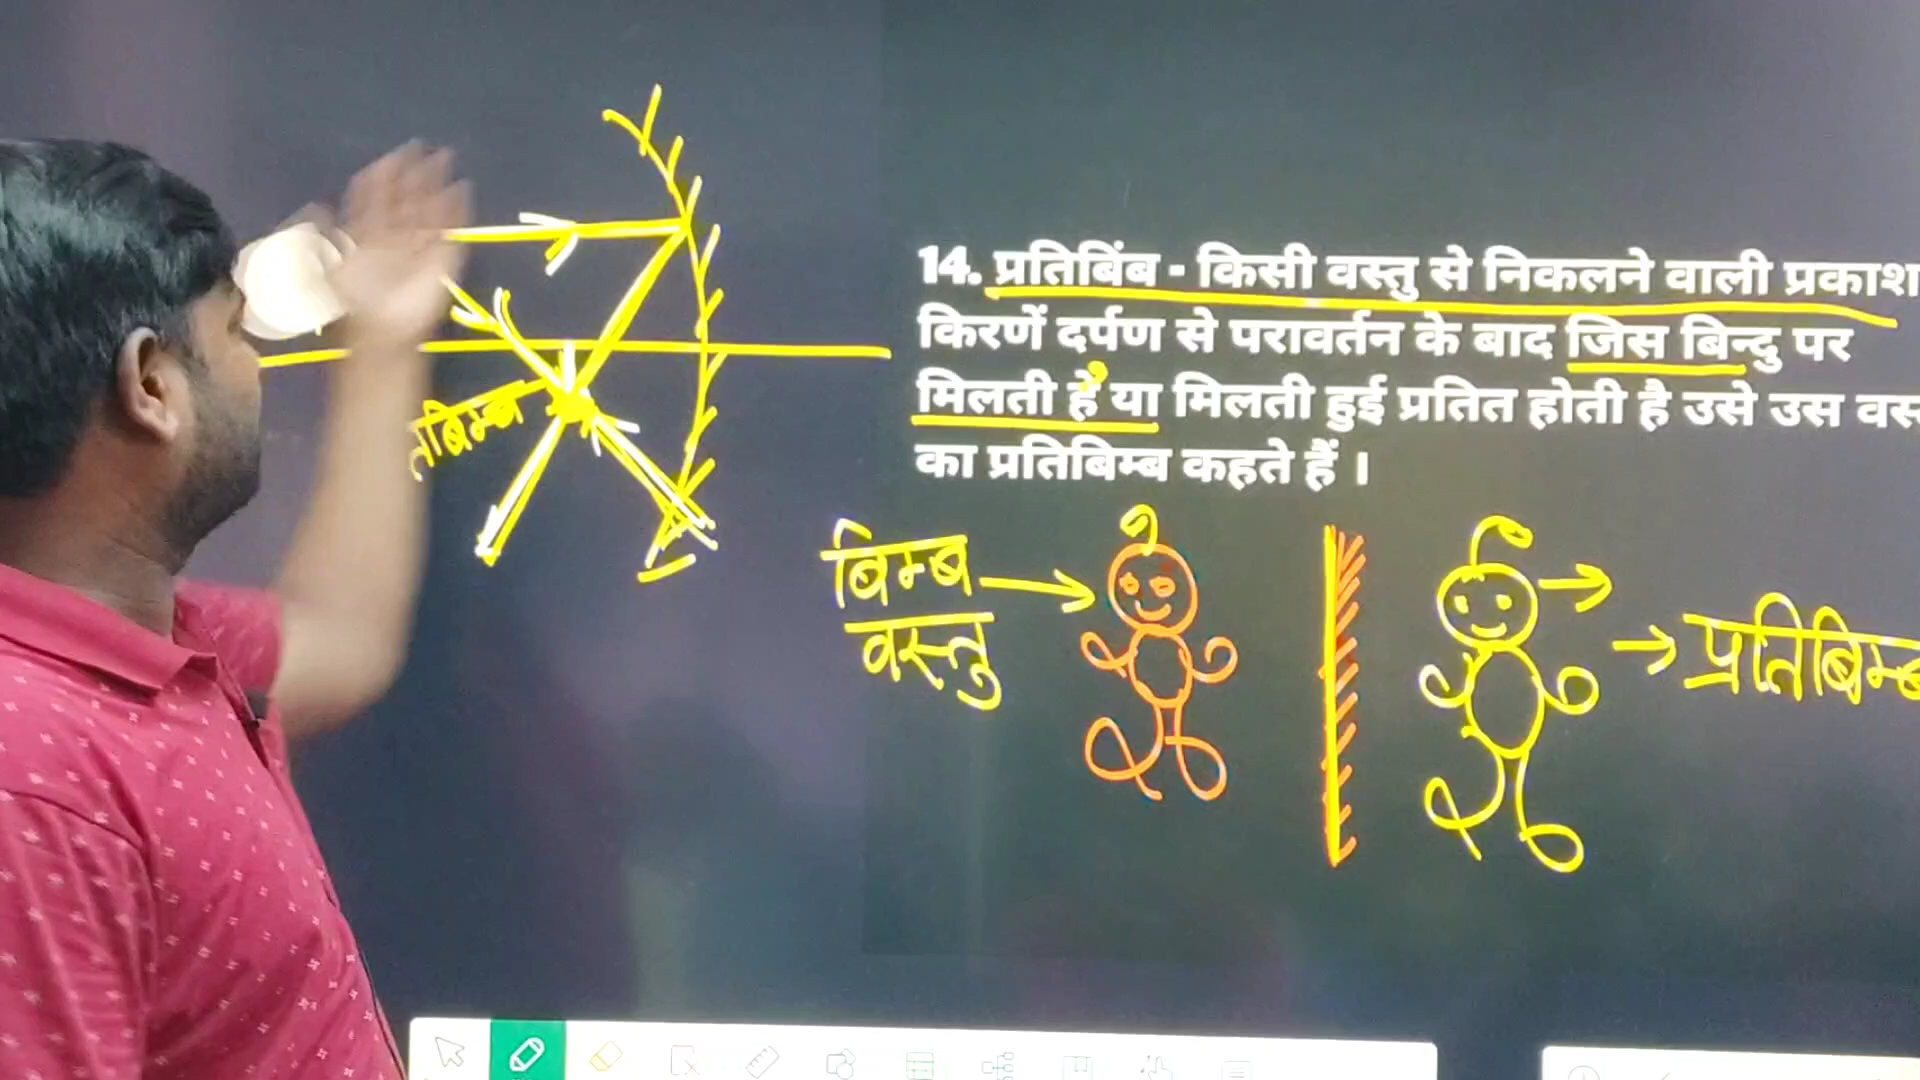 14. प्रतिबिंब - किसी वस्तु से निकलने वाली प्रकाश
किरणें दर्पण से परावर्तन के बाद जिस बिन्दु पर
मिलती हे या मिलती हुई प्रतित होती है उसे उस वस्
का प्रतिबिम्ब कहते हैं ।
तिबिम्ब
बिम्ब
वस्तु
प्रतिबिम्ब